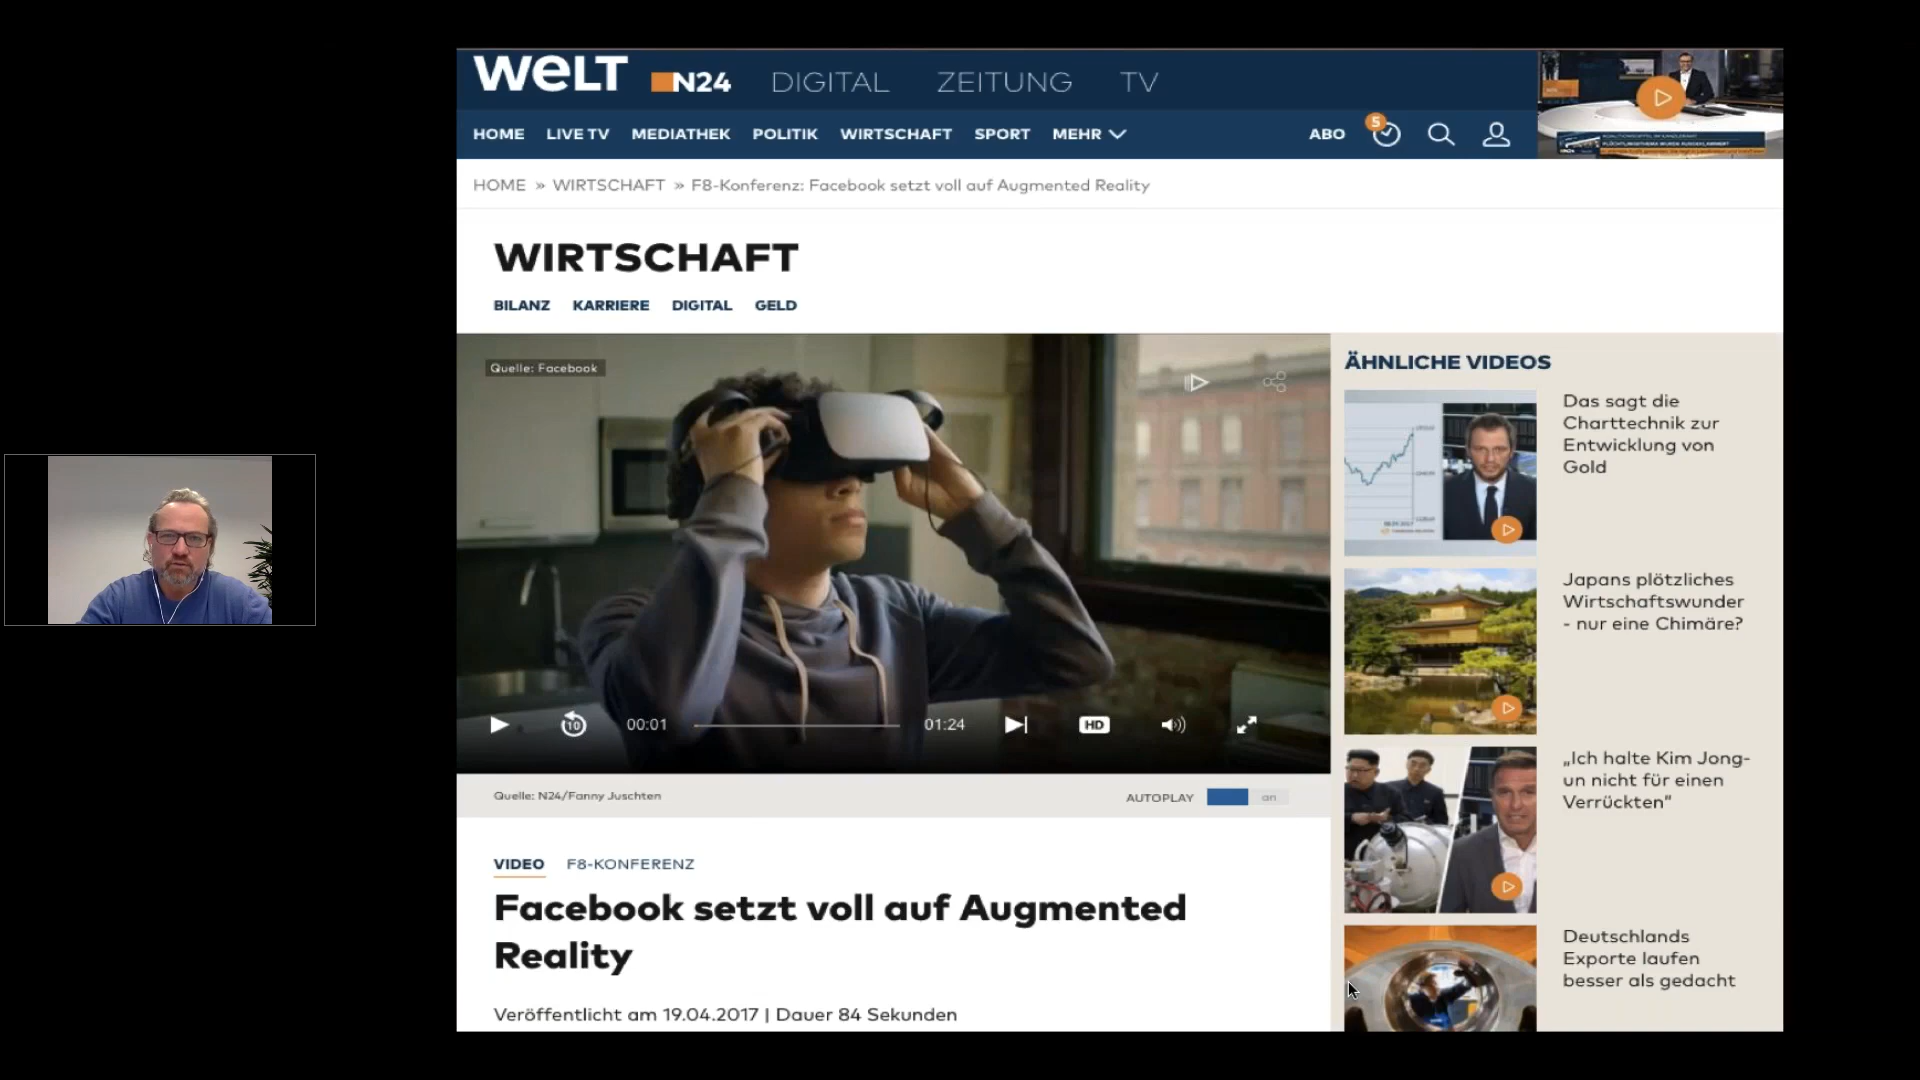 WELT N24 DIGITAL ZEITUNG TV
HOME LIVE TV MEDIATHEK POLITIK WIRTSCHAFT SPORT MEHR ABO 5
HOME » WIRTSCHAFT » F8-Konferenz: Facebook setzt voll auf Augmented Reality
WIRTSCHAFT
BILANZ KARRIERE DIGITAL GELD
Quelle: Facebook
10 00:01 01:24 HD
Quelle: N24/Fanny Juschten
AUTOPLAY an
VIDEO F8-KONFERENZ
Facebook setzt voll auf Augmented
Reality
Veröffentlicht am 19.04.2017 | Dauer 84 Sekunden
ÄHNLICHE VIDEOS
Das sagt die
Charttechnik zur
Entwicklung von
Gold
Japans plötzliches
Wirtschaftswunder
- nur eine Chimäre?
„Ich halte Kim Jong-
un nicht für einen
Verrückten“
Deutschlands
Exporte laufen
besser als gedacht